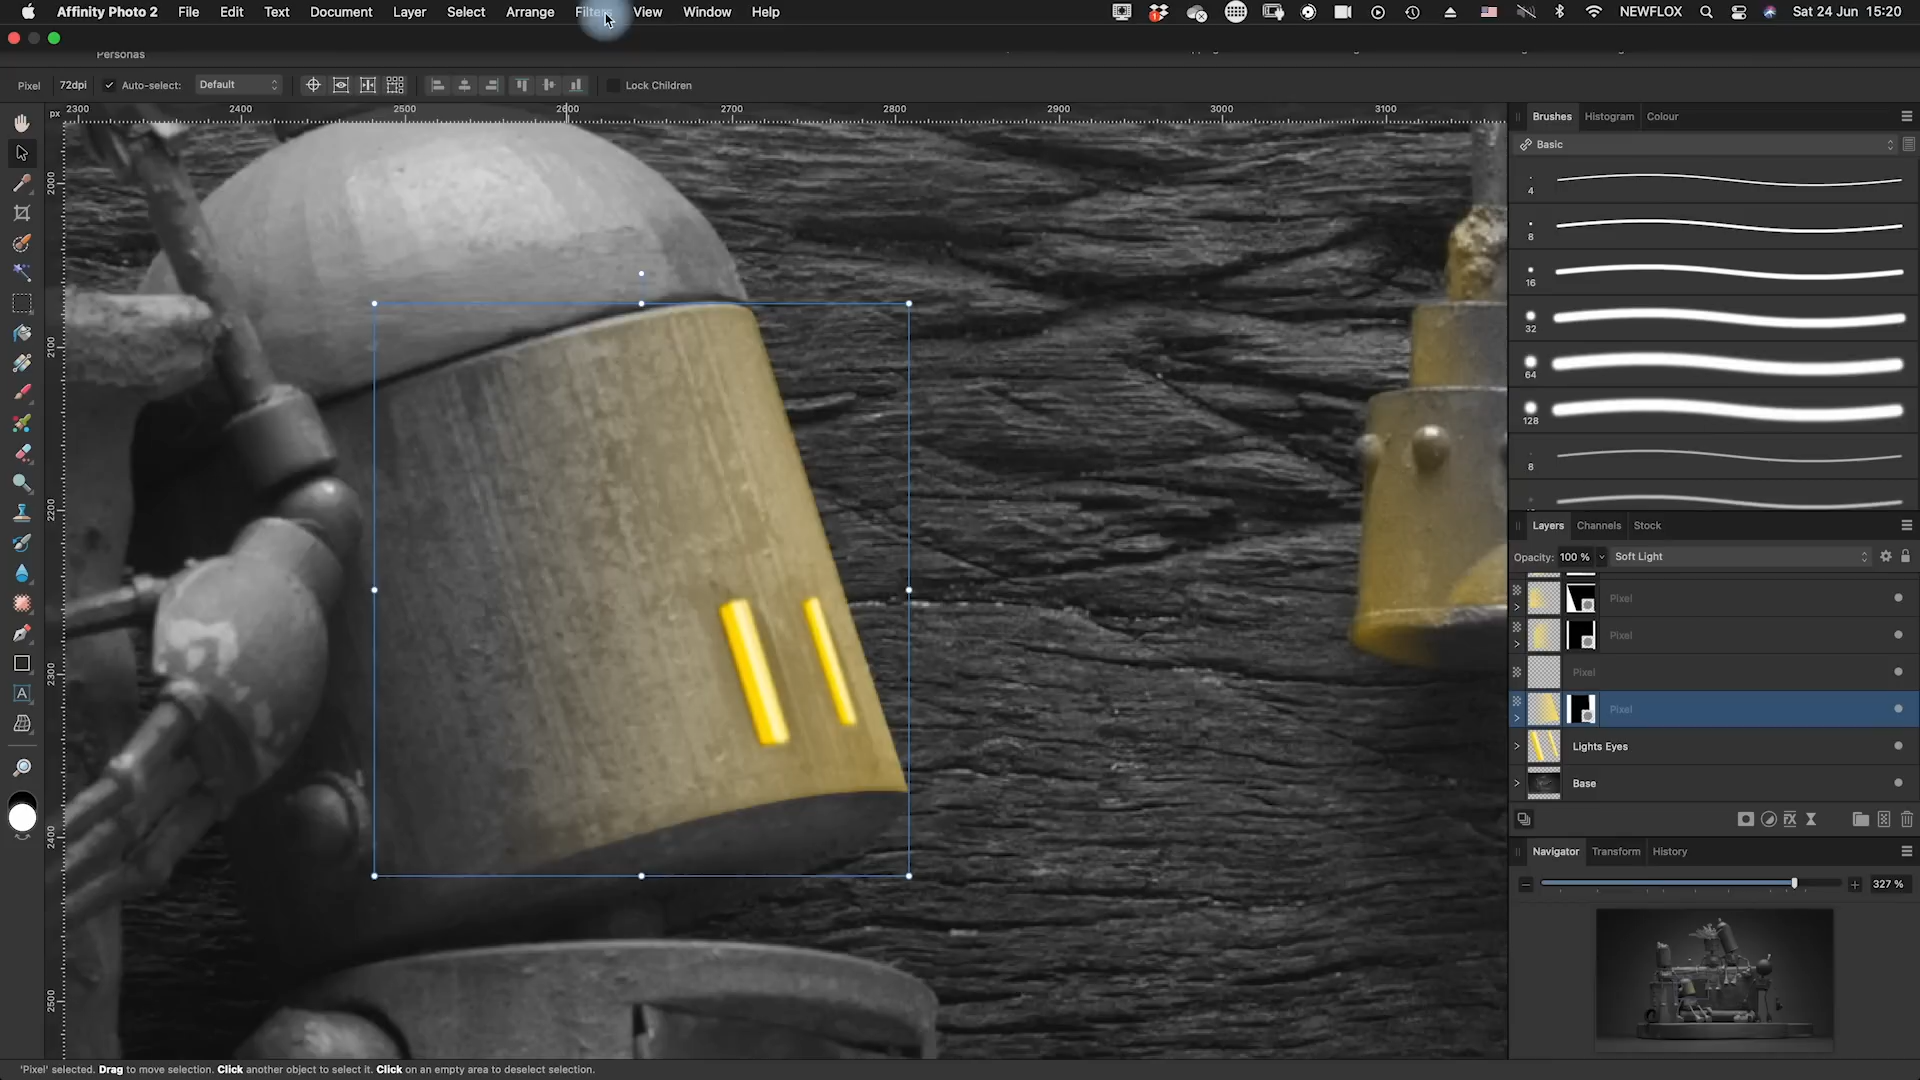 Affinity Photo 2 File Edit Text Document Layer Select Arrange Filters View Window Help NEWFLOX Sat 24 Jun 15:20
Personas
Pixel 72dpi Auto-select: Default Lock Children
px 2300 2400 2500 2600 2700 2800 2900 3000 3100
2000
2100
2200
2300
2400
2500
Brushes Histogram Colour
Basic
4
8
16
32
64
128
8
Layers Channels Stock
Opacity: 100 % Soft Light
Pixel
Pixel
Pixel
Pixel
Lights Eyes
Base
Navigator Transform History
327 %
'Pixel' selected. Drag to move selection. Click another object to select it. Click on an empty area to deselect selection.